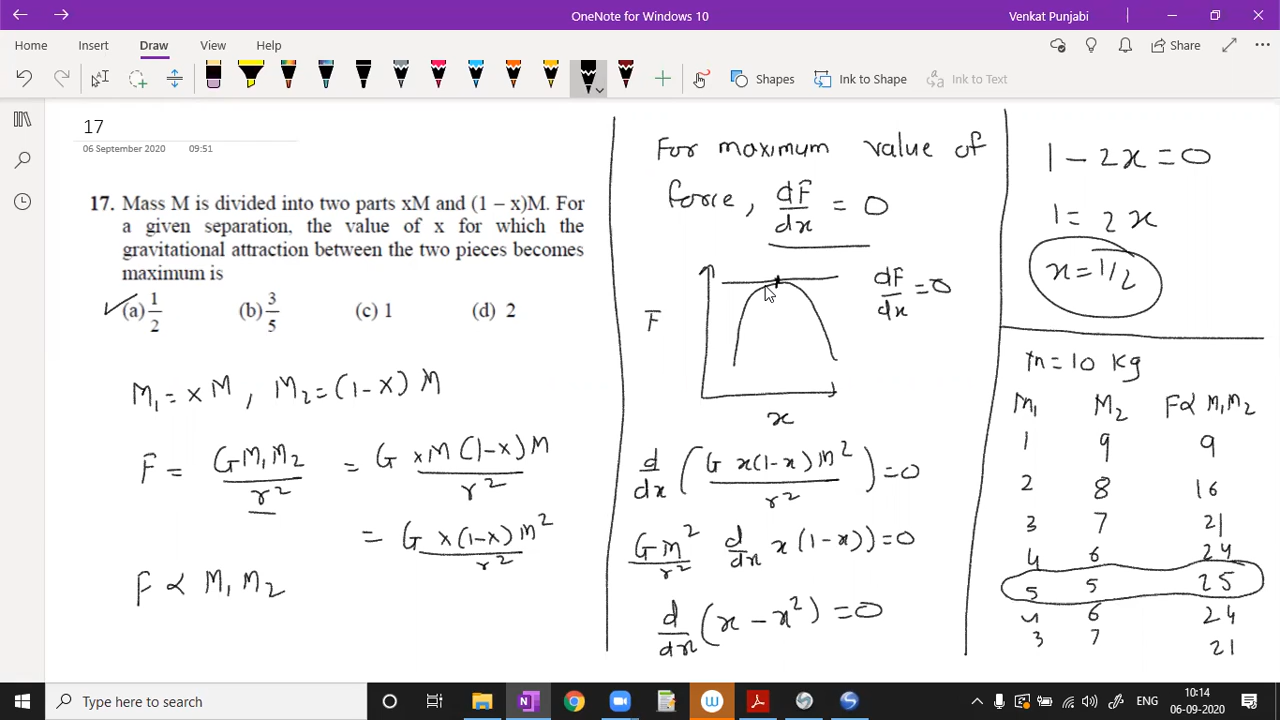 OneNote for Windows 10
Venkat Punjabi
Home Insert Draw View Help
Share
Shapes
Ink to Shape
Ink to Text
17
06 September 2020 09:51
17. Mass M is divided into two parts xM and (1 – x)M. For
a given separation, the value of x for which the
gravitational attraction between the two pieces becomes
maximum is
(a) 1/2 (b) 3/5 (c) 1 (d) 2
M₁ = xM , M₂ = (1-x) M
F = GM₁M₂/r² = G xM(1-x)M/r²
= G x(1-x)M²/r²
F ∝ M₁M₂
For maximum value of
force, dF/dx = 0
F
dF/dx = 0
x
d/dx (G x(1-x)M²/r²) = 0
Gm²/r² d/dx x(1-x)) = 0
d/dx (x - x²) = 0
1 - 2x = 0
1 = 2x
x = 1/2
m = 10 kg
M₁ M₂ F∝ M₁M₂
1 9 9
2 8 16
3 7 21
4 6 24
5 5 25
4 6 24
3 7 21
Type here to search
ENG
10:14
06-09-2020